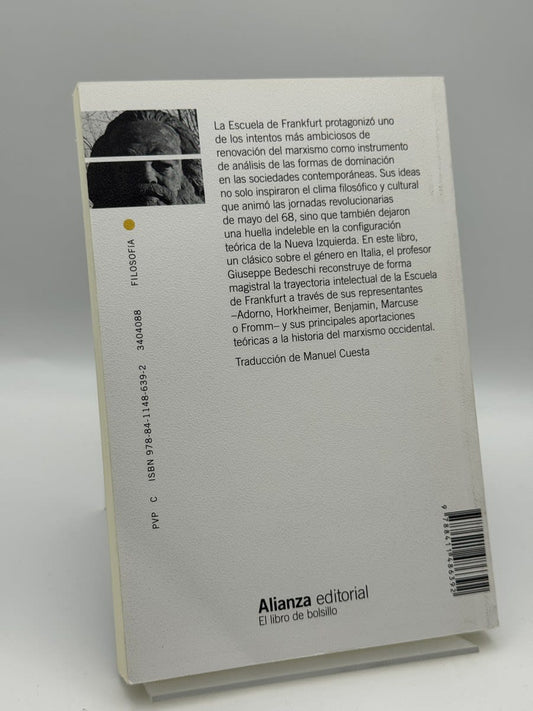 La Escuela de Frankfurt protagonizó uno
de los intentos más ambiciosos de
renovación del marxismo como instrumento
de análisis de las formas de dominación
en las sociedades contemporáneas. Sus ideas
no solo inspiraron el clima filosófico y cultural
que animó las jornadas revolucionarias
de mayo del 68, sino que también dejaron
una huella indeleble en la configuración
teórica de la Nueva Izquierda. En este libro,
un clásico sobre el género en Italia, el profesor
Giuseppe Bedeschi reconstruye de forma
magistral la trayectoria intelectual de la Escuela
de Frankfurt a través de sus representantes
–Adorno, Horkheimer, Benjamin, Marcuse
o Fromm– y sus principales aportaciones
teóricas a la historia del marxismo occidental.
Traducción de Manuel Cuesta
PVP C ISBN 978-84-1148-639-2 3404088 FILOSOFÍA
9 788411 486392
Alianza editorial
El libro de bolsillo